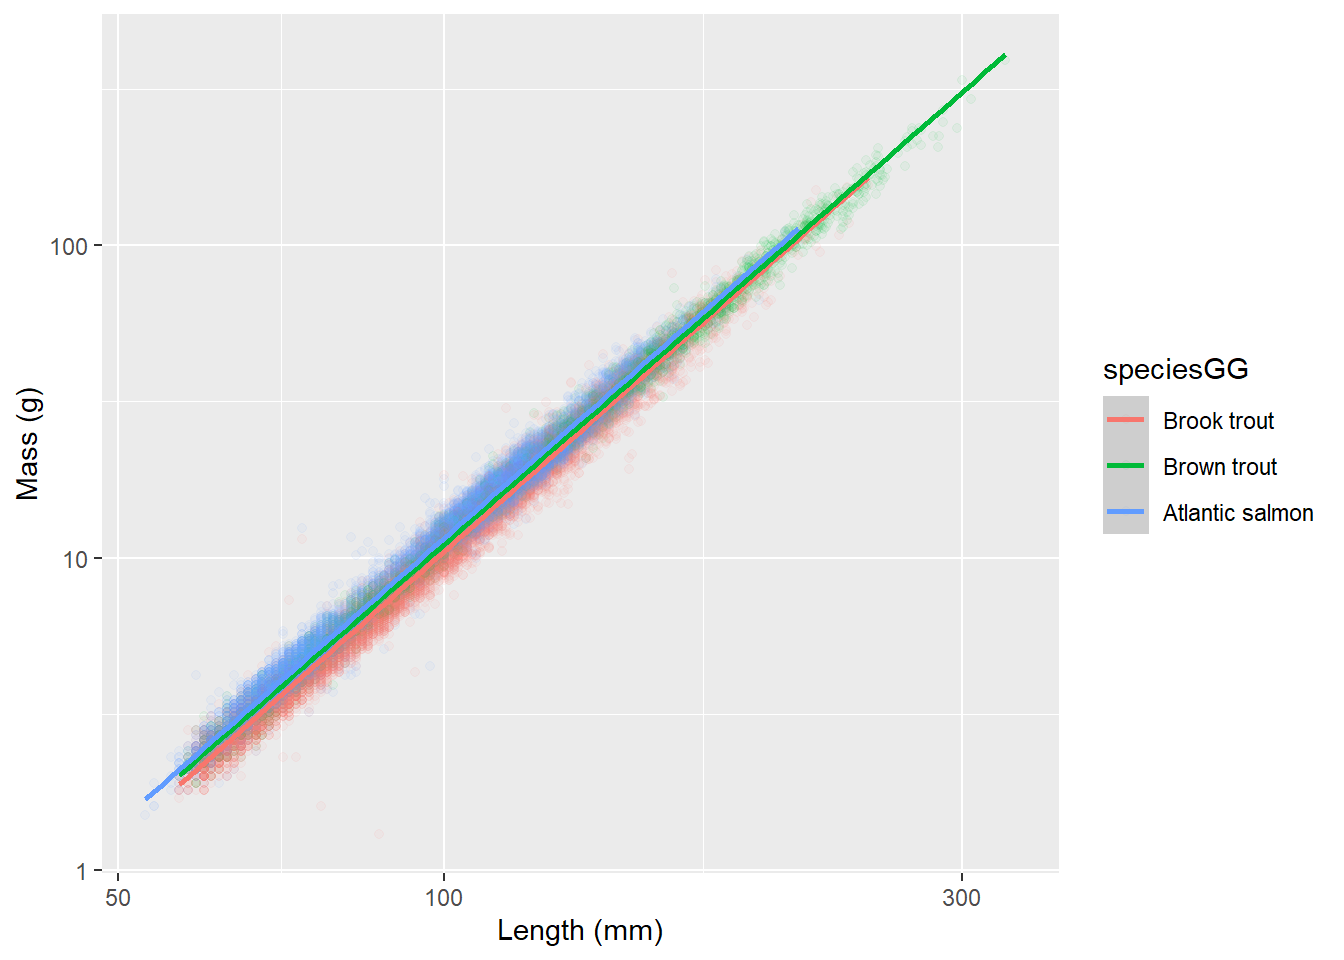 100
10
1
50
100
300
Length (mm)
Mass (g)
speciesGG
Brook trout
Brown trout
Atlantic salmon